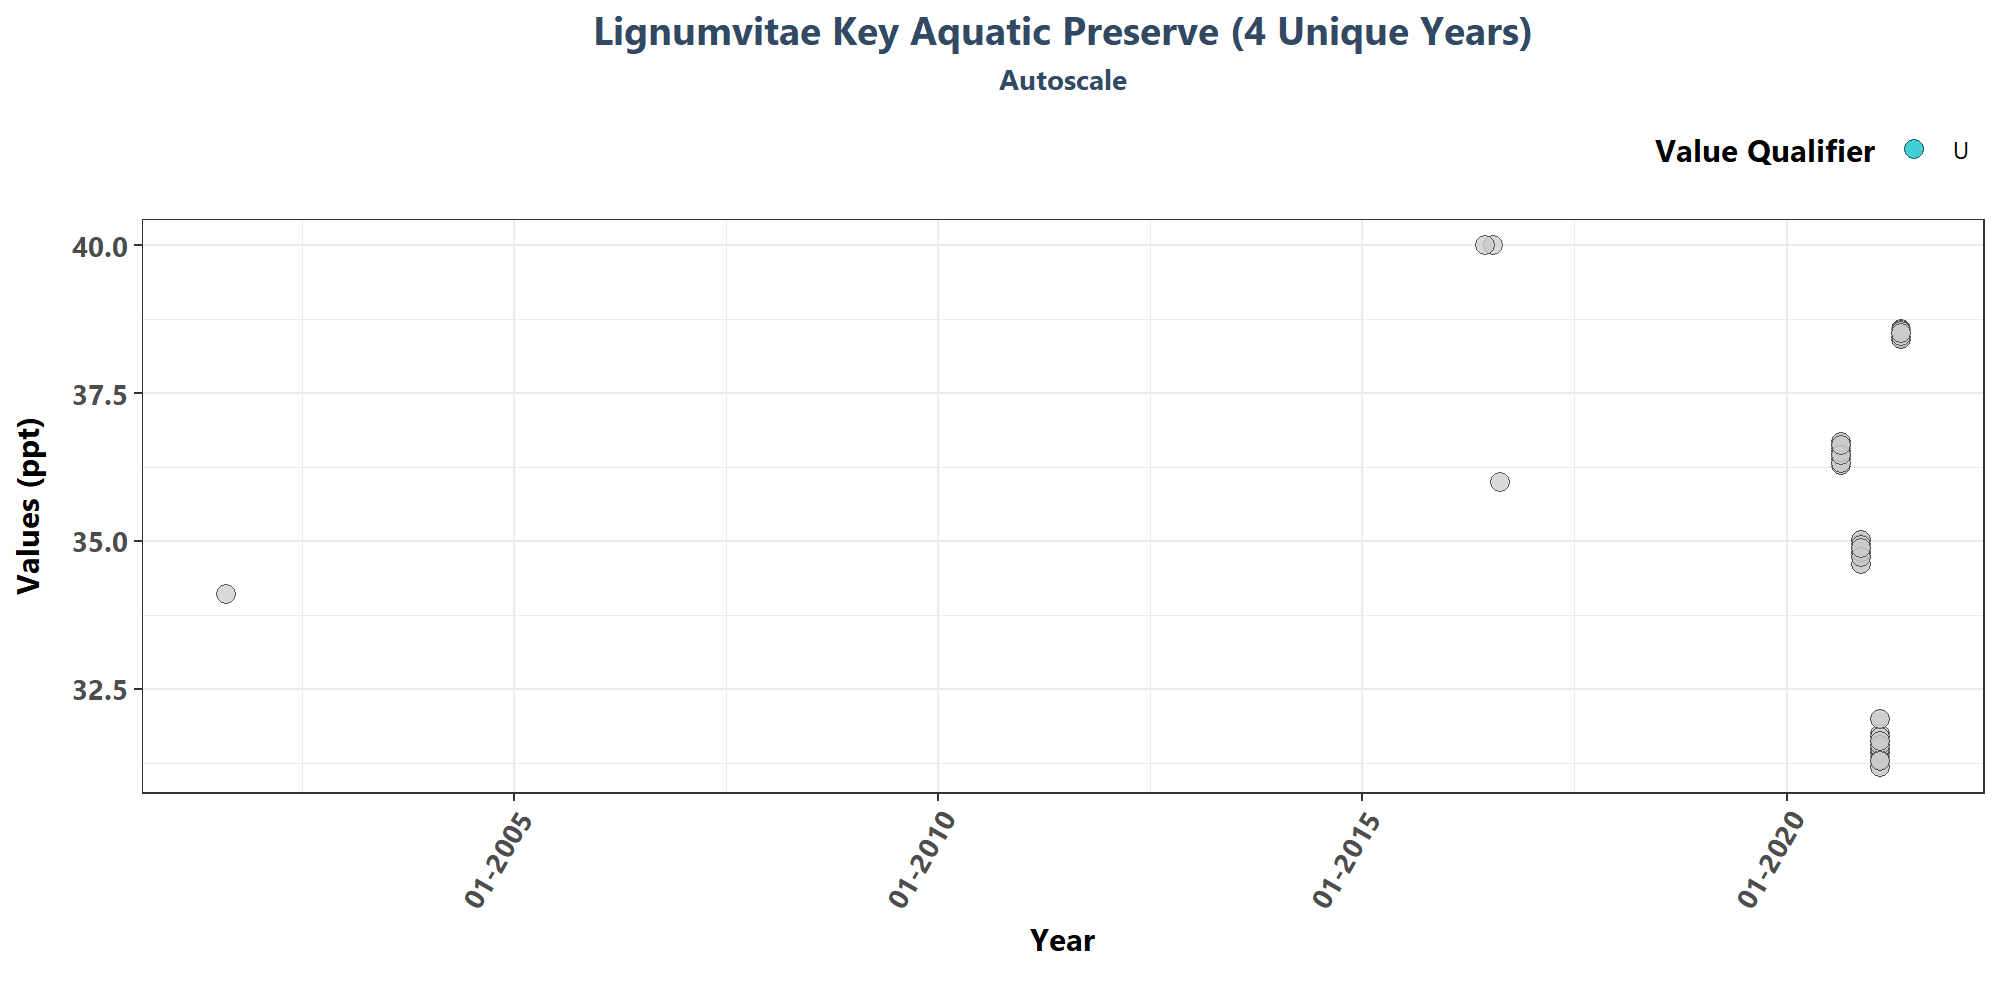 Lignumvitae Key Aquatic Preserve (4 Unique Years)
Autoscale
Value Qualifier U
40.0
37.5
35.0
32.5
Values (ppt)
01-2005
01-2010
01-2015
01-2020
Year